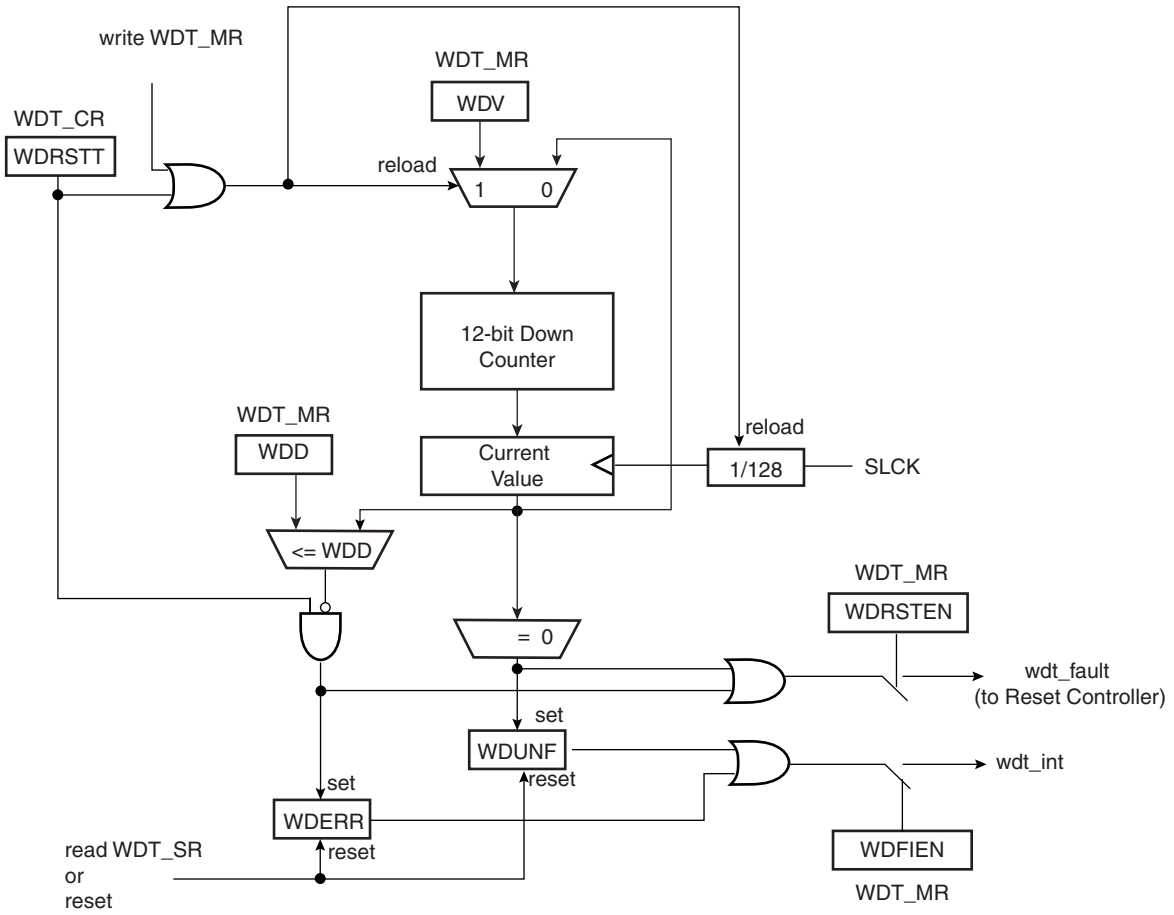 write WDT_MR
WDT_MR
WDV
WDT_CR
WDRSTT
reload
1 0
12-bit Down
Counter
WDT_MR
WDD
Current
Value
reload
1/128
SLCK
<= WDD
WDT_MR
WDRSTEN
= 0
wdt_fault
(to Reset Controller)
set
WDUNF
reset
wdt_int
set
WDERR
reset
read WDT_SR
or
reset
WDFIEN
WDT_MR